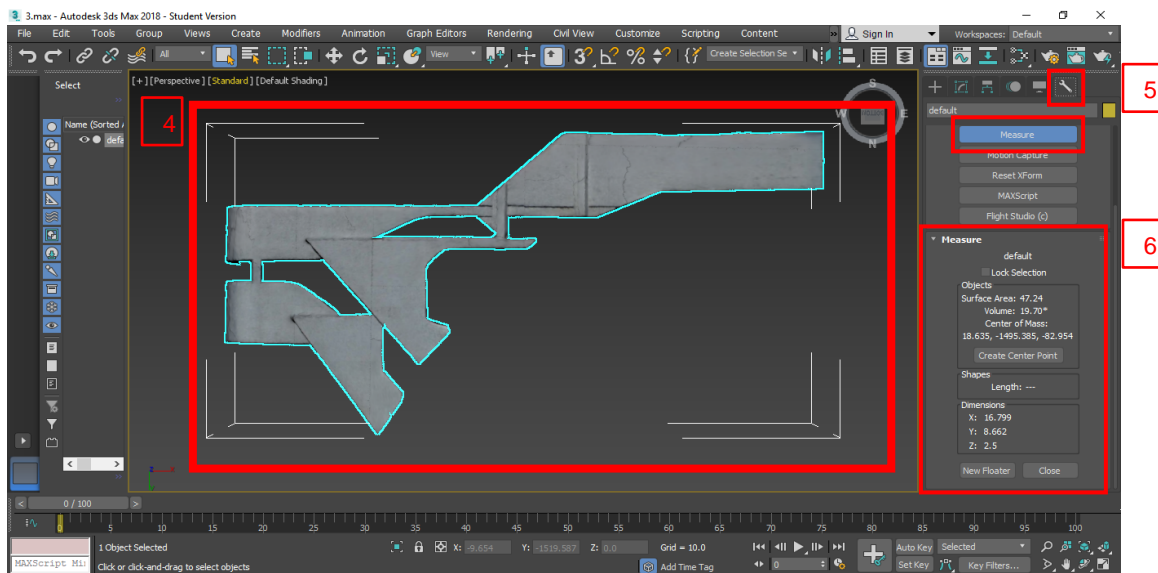 3.max - Autodesk 3ds Max 2018 - Student Version
File Edit Tools Group Views Create Modifiers Animation Graph Editors Rendering Civil View Customize Scripting Content » Sign In Workspaces: Default
All View Create Selection Se
Select
[+] [Perspective] [Standard] [Default Shading]
5
Name (Sorted A
defa
4
S
W
E
N
default
Measure
Motion Capture
Reset XForm
MAXScript
Flight Studio (c)
6
Measure
default
Lock Selection
Objects
Surface Area: 47.24
Volume: 19.70*
Center of Mass:
18.635, -1495.385, -82.954
Create Center Point
Shapes
Length: ---
Dimensions
X: 16.799
Y: 8.662
Z: 2.5
New Floater Close
0 / 100
0 5 10 15 20 25 30 35 40 45 50 55 60 65 70 75 80 85 90 95 100
1 Object Selected X: -9.654 Y: -1519.587 Z: 0.0 Grid = 10.0 Auto Key Selected
MAXScript Mi Click or click-and-drag to select objects Add Time Tag 0 Set Key Key Filters...